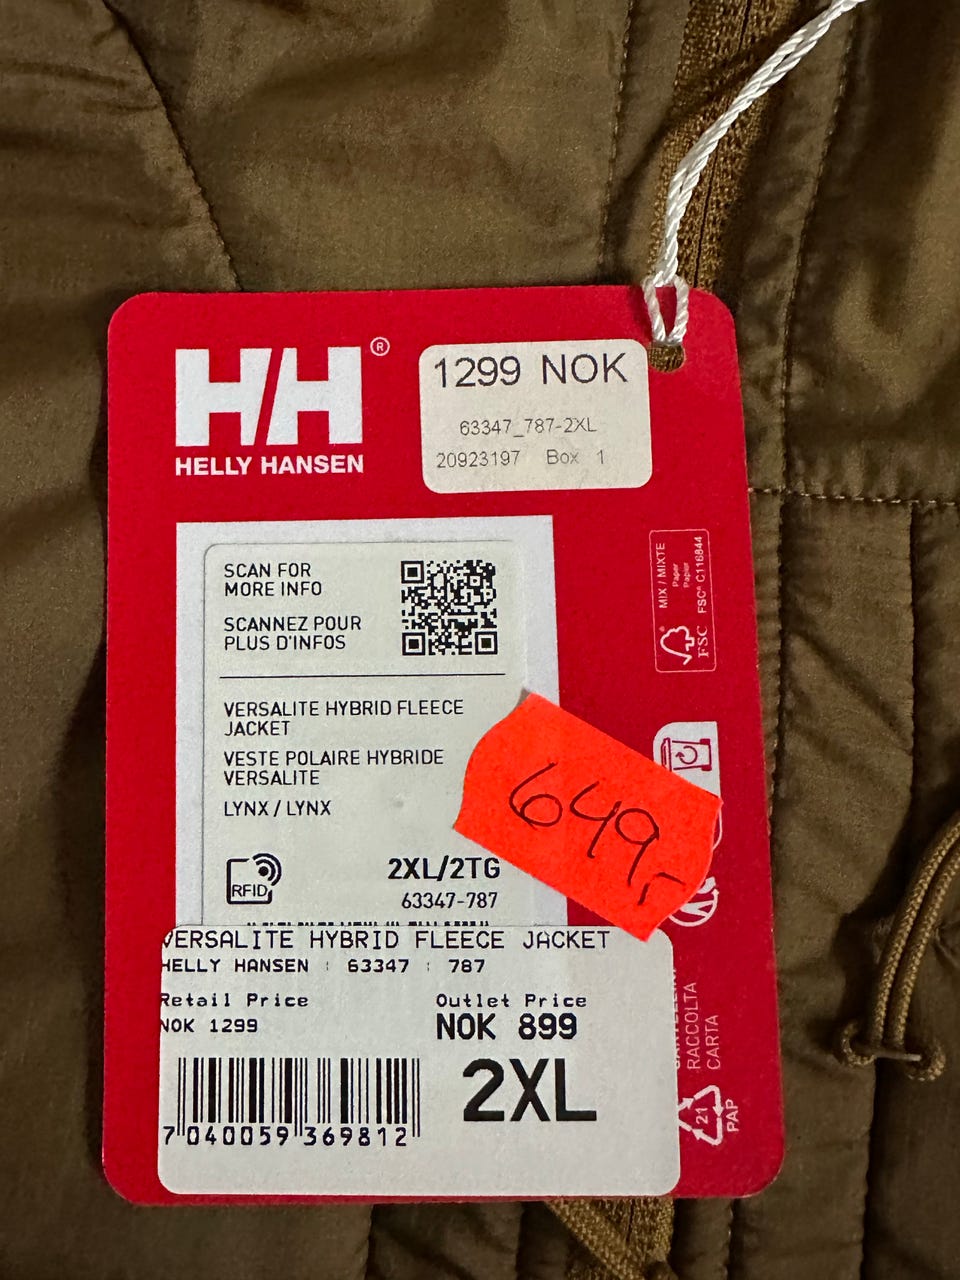 HH®
HELLY HANSEN
1299 NOK
63347_787-2XL
20923197 Box 1
SCAN FOR
MORE INFO
SCANNEZ POUR
PLUS D'INFOS
VERSALITE HYBRID FLEECE
JACKET
VESTE POLAIRE HYBRIDE
VERSALITE
LYNX / LYNX
RFID
2XL/2TG
63347-787
649,-
MIX / MIXTE
Paper
Papier
FSC® C116844
FSC
VERSALITE HYBRID FLEECE JACKET
HELLY HANSEN : 63347 : 787
Retail Price
NOK 1299
Outlet Price
NOK 899
2XL
7 040059 369812
RACCOLTA
CARTA
21
PAP